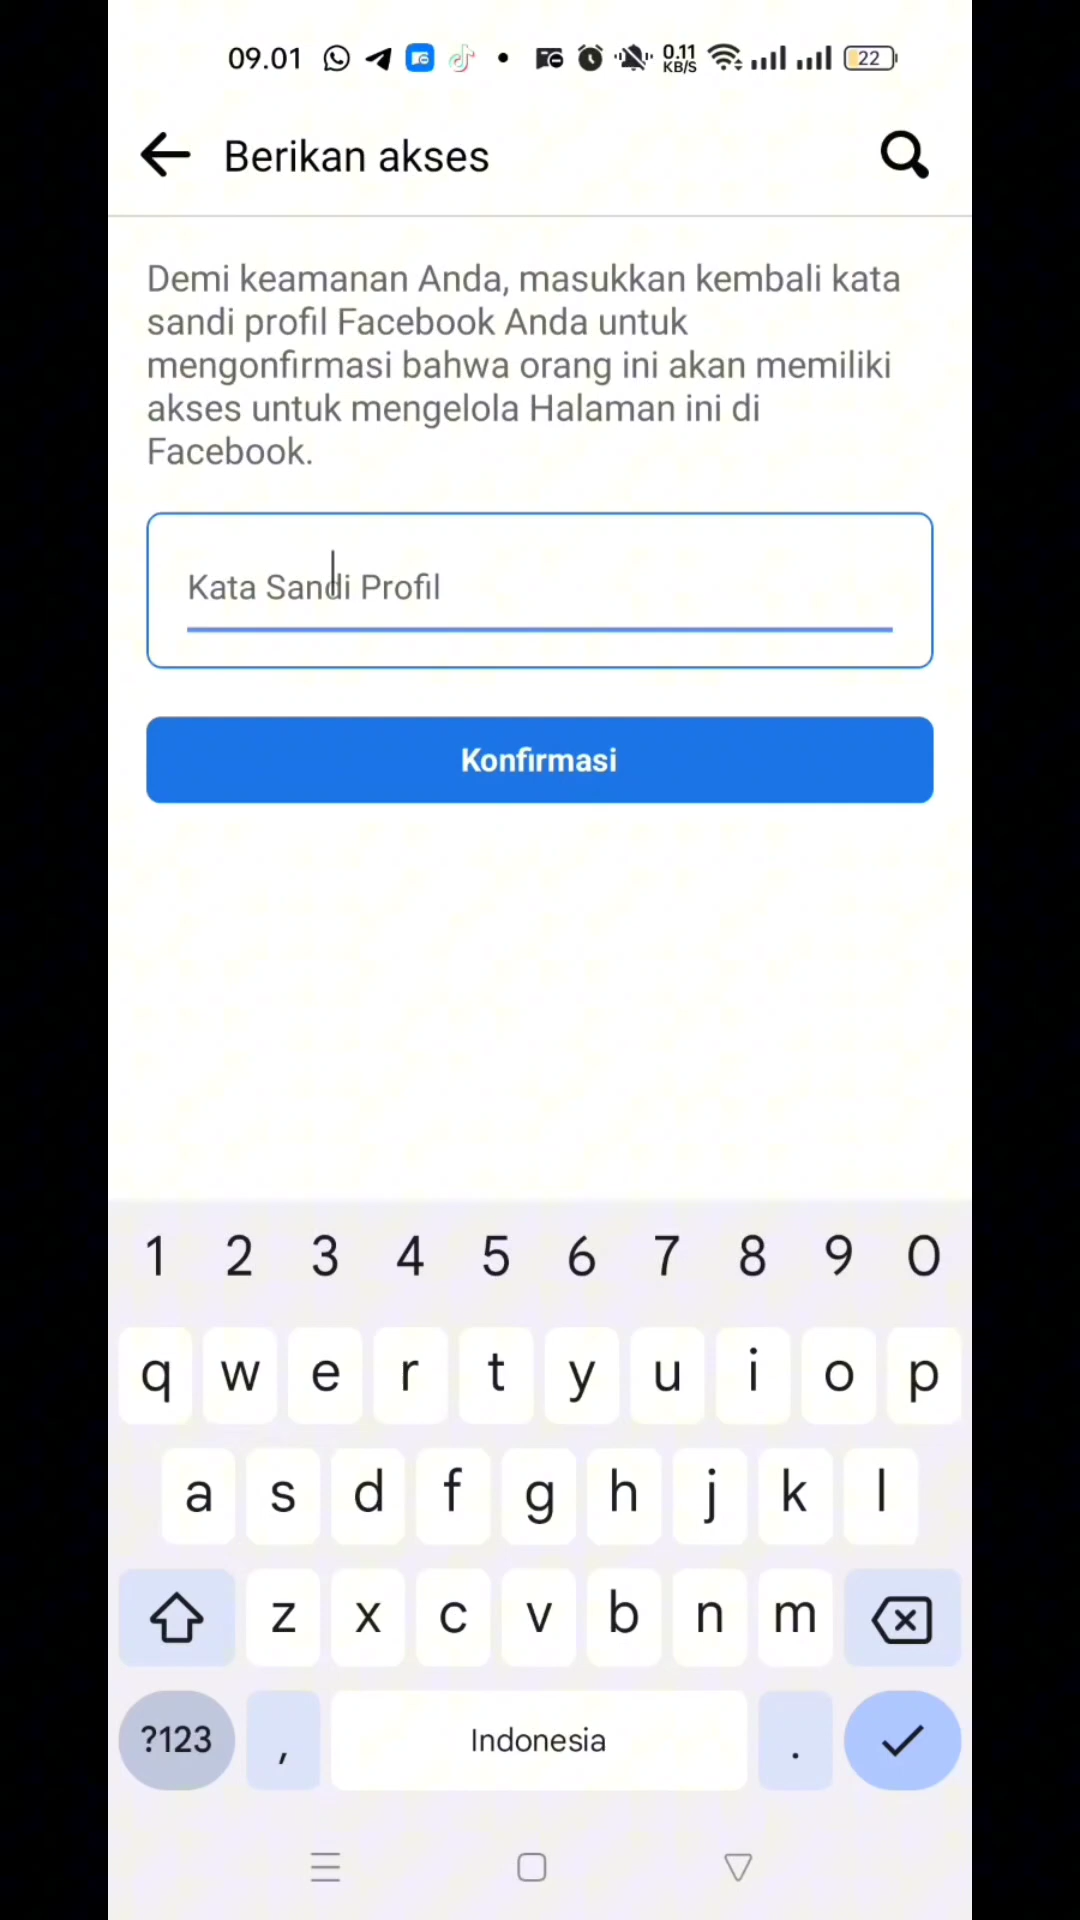 09.01 0.11 KB/S 22
Berikan akses
Demi keamanan Anda, masukkan kembali kata
sandi profil Facebook Anda untuk
mengonfirmasi bahwa orang ini akan memiliki
akses untuk mengelola Halaman ini di
Facebook.
Kata Sandi Profil
Konfirmasi
1 2 3 4 5 6 7 8 9 0
q w e r t y u i o p
a s d f g h j k l
z x c v b n m
?123 , Indonesia .